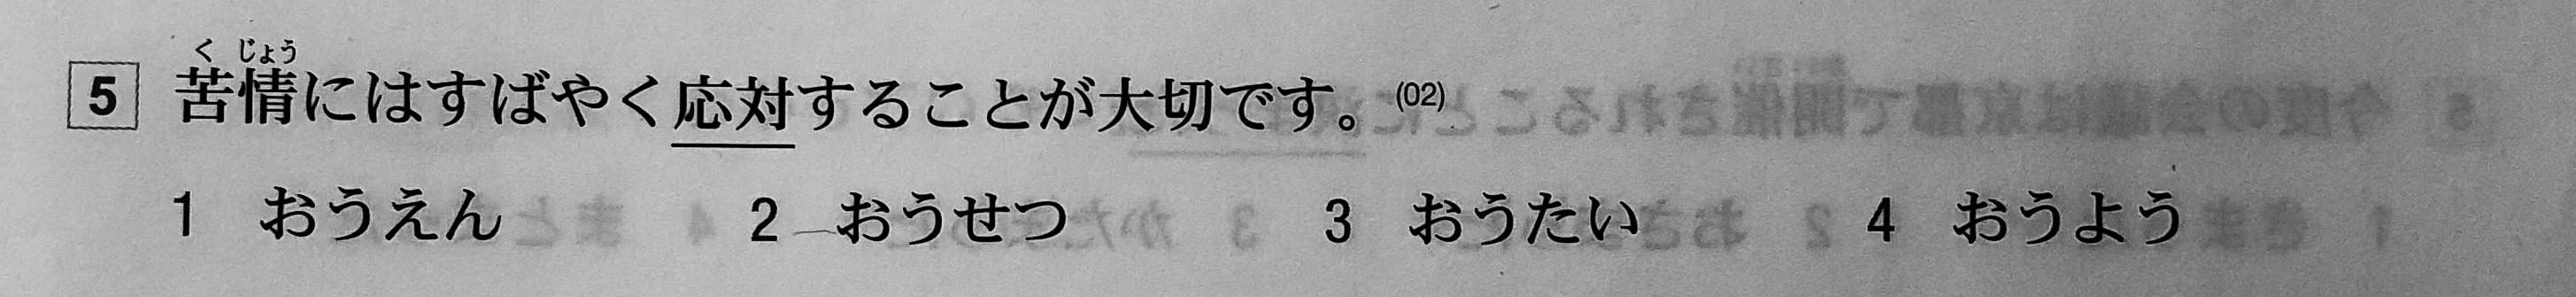 くじょう
5 苦情にはすばやく応対することが大切です。(02)
1 おうえん 2 おうせつ 3 おうたい 4 おうよう